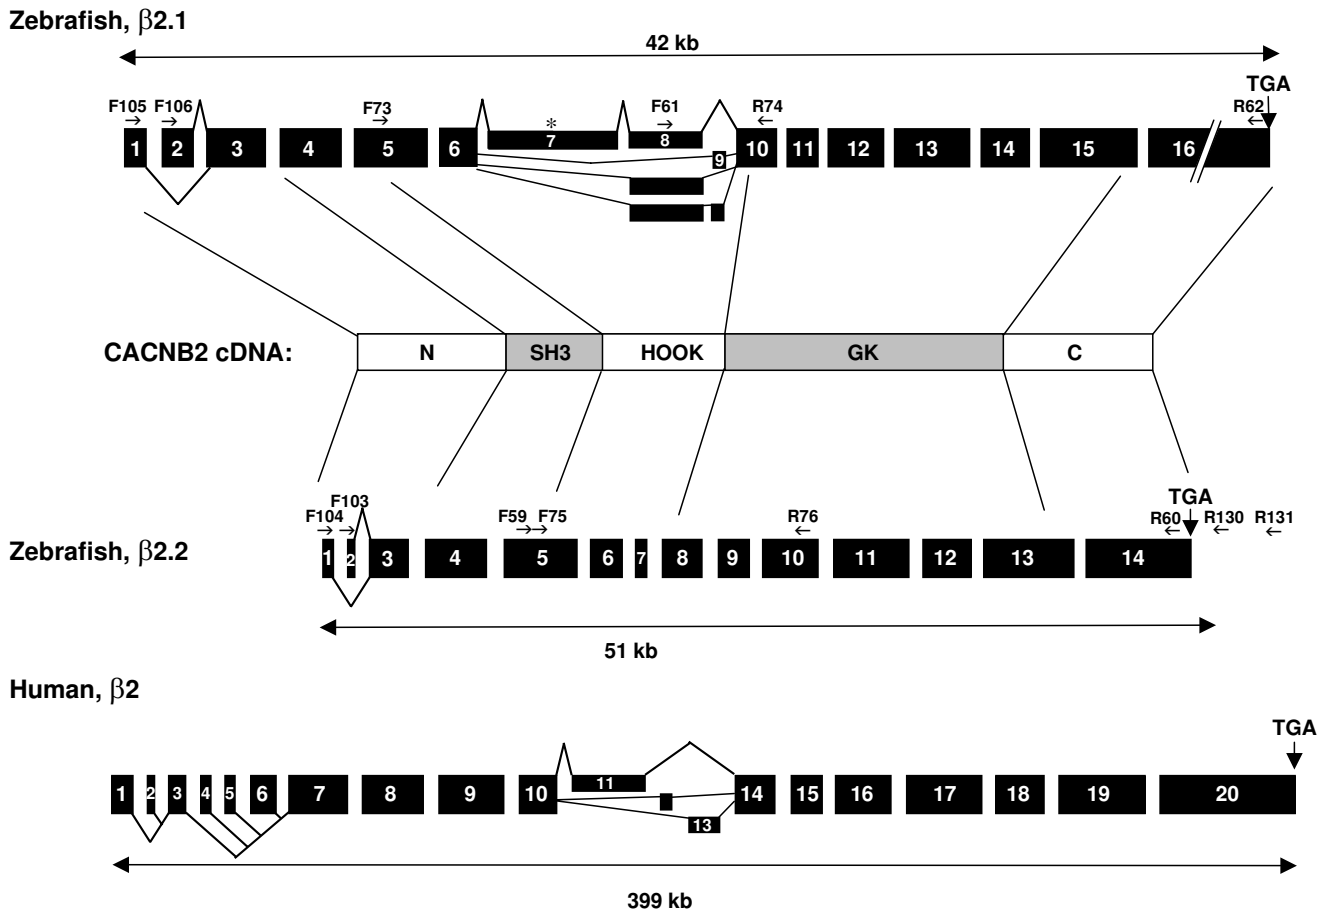 Zebrafish, β2.1
42 kb
TGA
F105 F106 F73 F61 R74 R62
*
1 2 3 4 5 6 7 8 9 10 11 12 13 14 15 16
CACNB2 cDNA: N SH3 HOOK GK C
TGA
F103
F104 F59 F75 R76 R60 R130 R131
Zebrafish, β2.2 1 2 3 4 5 6 7 8 9 10 11 12 13 14
51 kb
Human, β2
TGA
1 2 3 4 5 6 7 8 9 10 11 13 14 15 16 17 18 19 20
399 kb